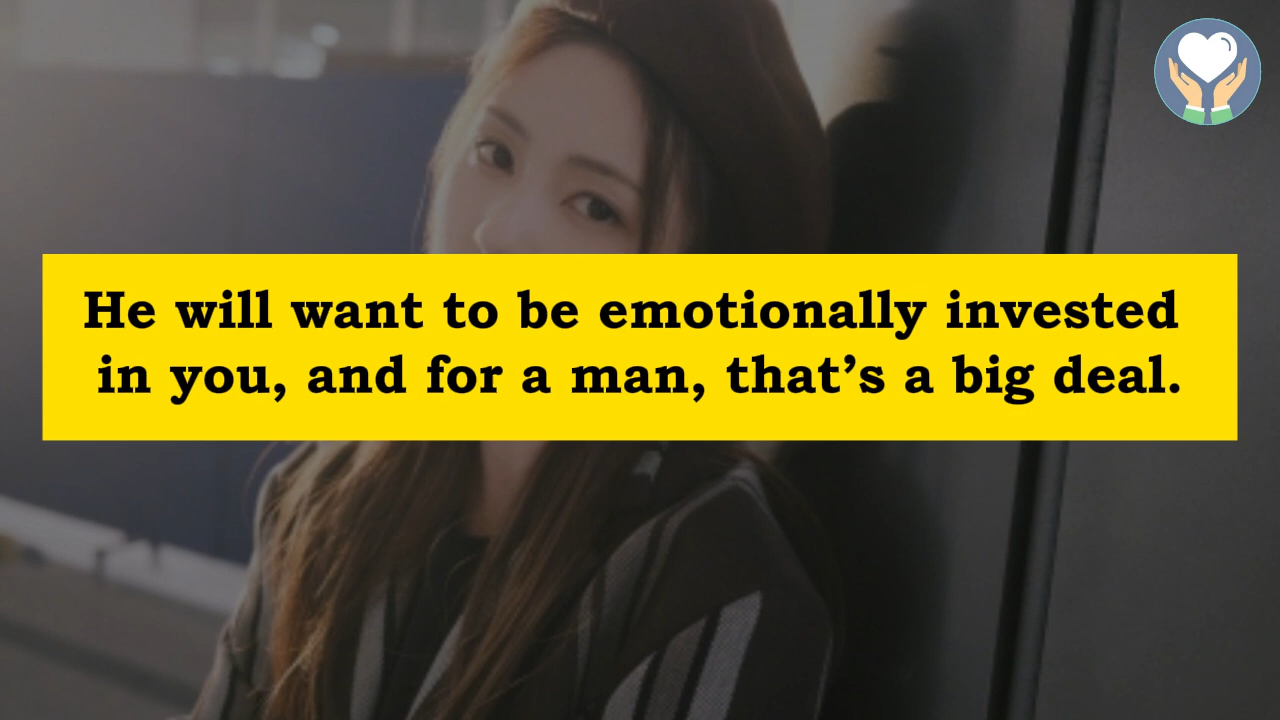 He will want to be emotionally invested
in you, and for a man, that’s a big deal.